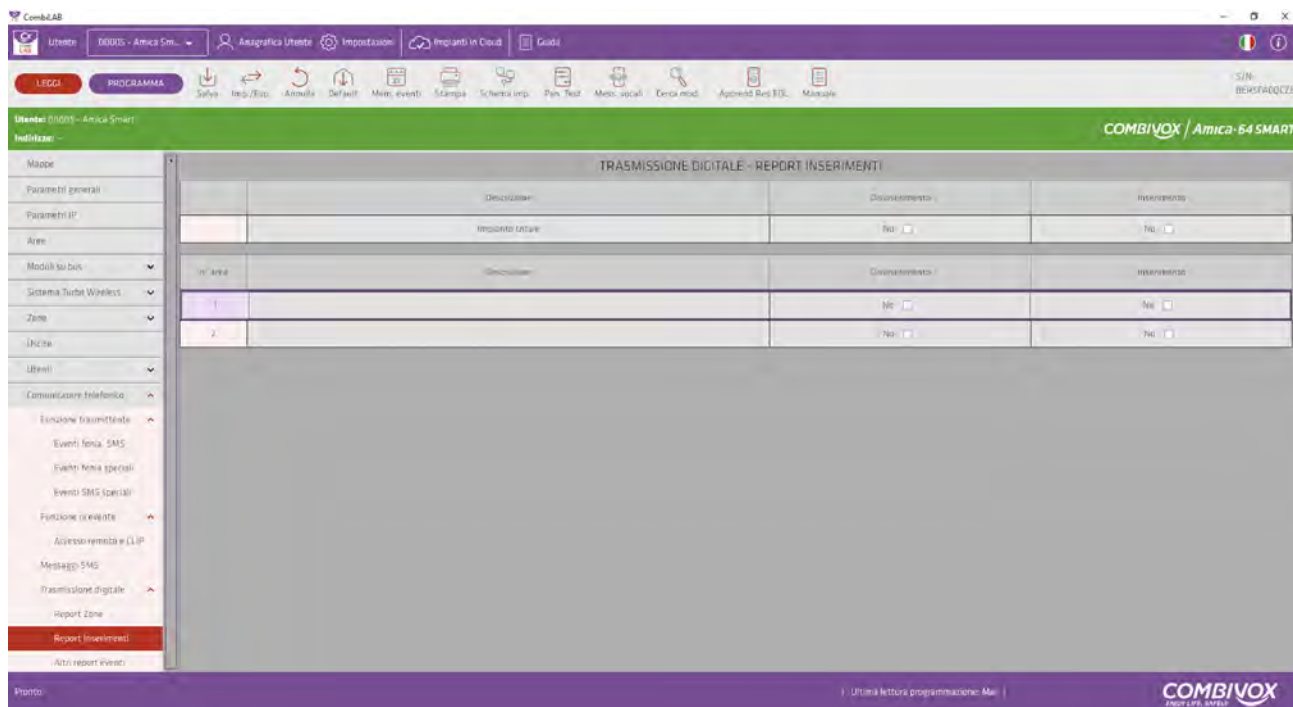 CombiLAB
Utente 00005 - Amica Sm... Anagrafica Utente Impostazioni Impianti in Cloud Guida
LEGGI PROGRAMMA Salva Imp./Esp. Annulla Default Mem. eventi Stampa Schema imp. Pan. Test Mess. vocali Cerca mod. Apprend Res EOL Manuale
S/N:
Utente: 00005 - Amica Smart
Indirizzo: -
COMBIVOX / Amica-64 SMART
Mappe
Parametri generali
Parametri IP
Aree
Moduli su bus
Sistema Turbo Wireless
Zone
Uscite
Utenti
Comunicatore telefonico
Funzione trasmittente
Eventi fonia, SMS
Eventi fonia speciali
Eventi SMS speciali
Funzione ricevente
Accesso remoto e CLIP
Messaggi SMS
Trasmissione digitale
Report Zone
Report Inserimenti
Altri report eventi
TRASMISSIONE DIGITALE - REPORT INSERIMENTI
Descrizione Disinserimento Inserimento
Impianto totale No No
n° area Descrizione Disinserimento Inserimento
1 No No
2 No No
Pronto
Ultima lettura programmazione: Mai
COMBIVOX
ENJOY LIFE, SAFELY